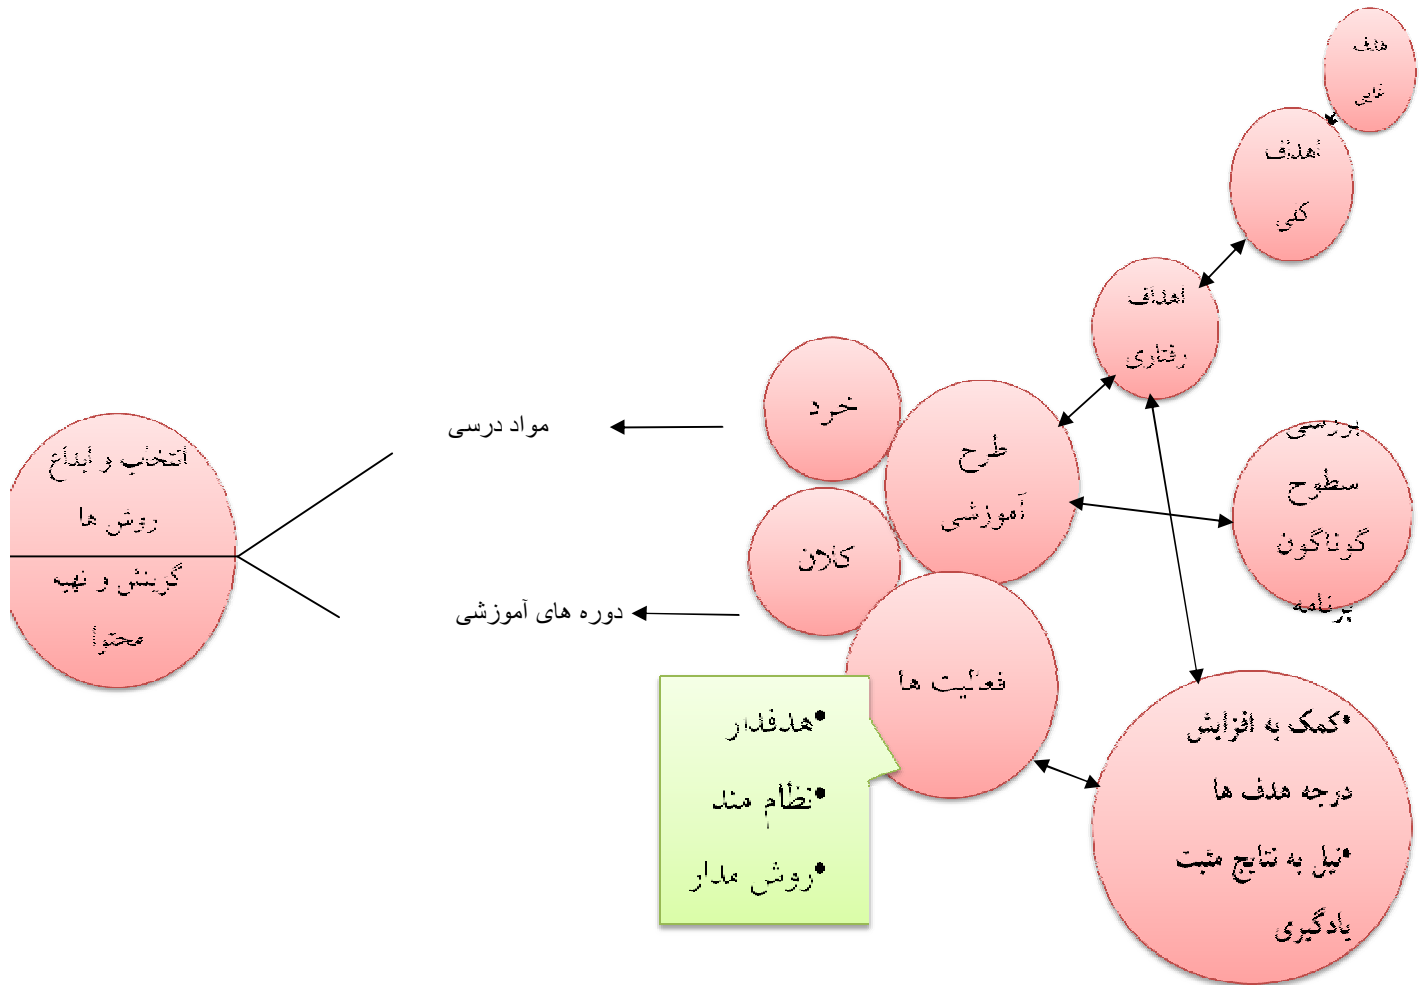 هدف
غایی
اهداف
کلی
اهداف
رفتاری
طرح
آموزشی
خرد
کلان
مواد درسی
دوره های آموزشی
انتخاب و ابداع
روش ها
گزینش و تهیه
محتوا
بررسی
سطوح
گوناگون
برنامه
فعالیت ها
•هدفدار
•نظام مند
•روش مدار
•کمک به افزایش
درجه هدف ها
•نیل به نتایج مثبت
یادگیری